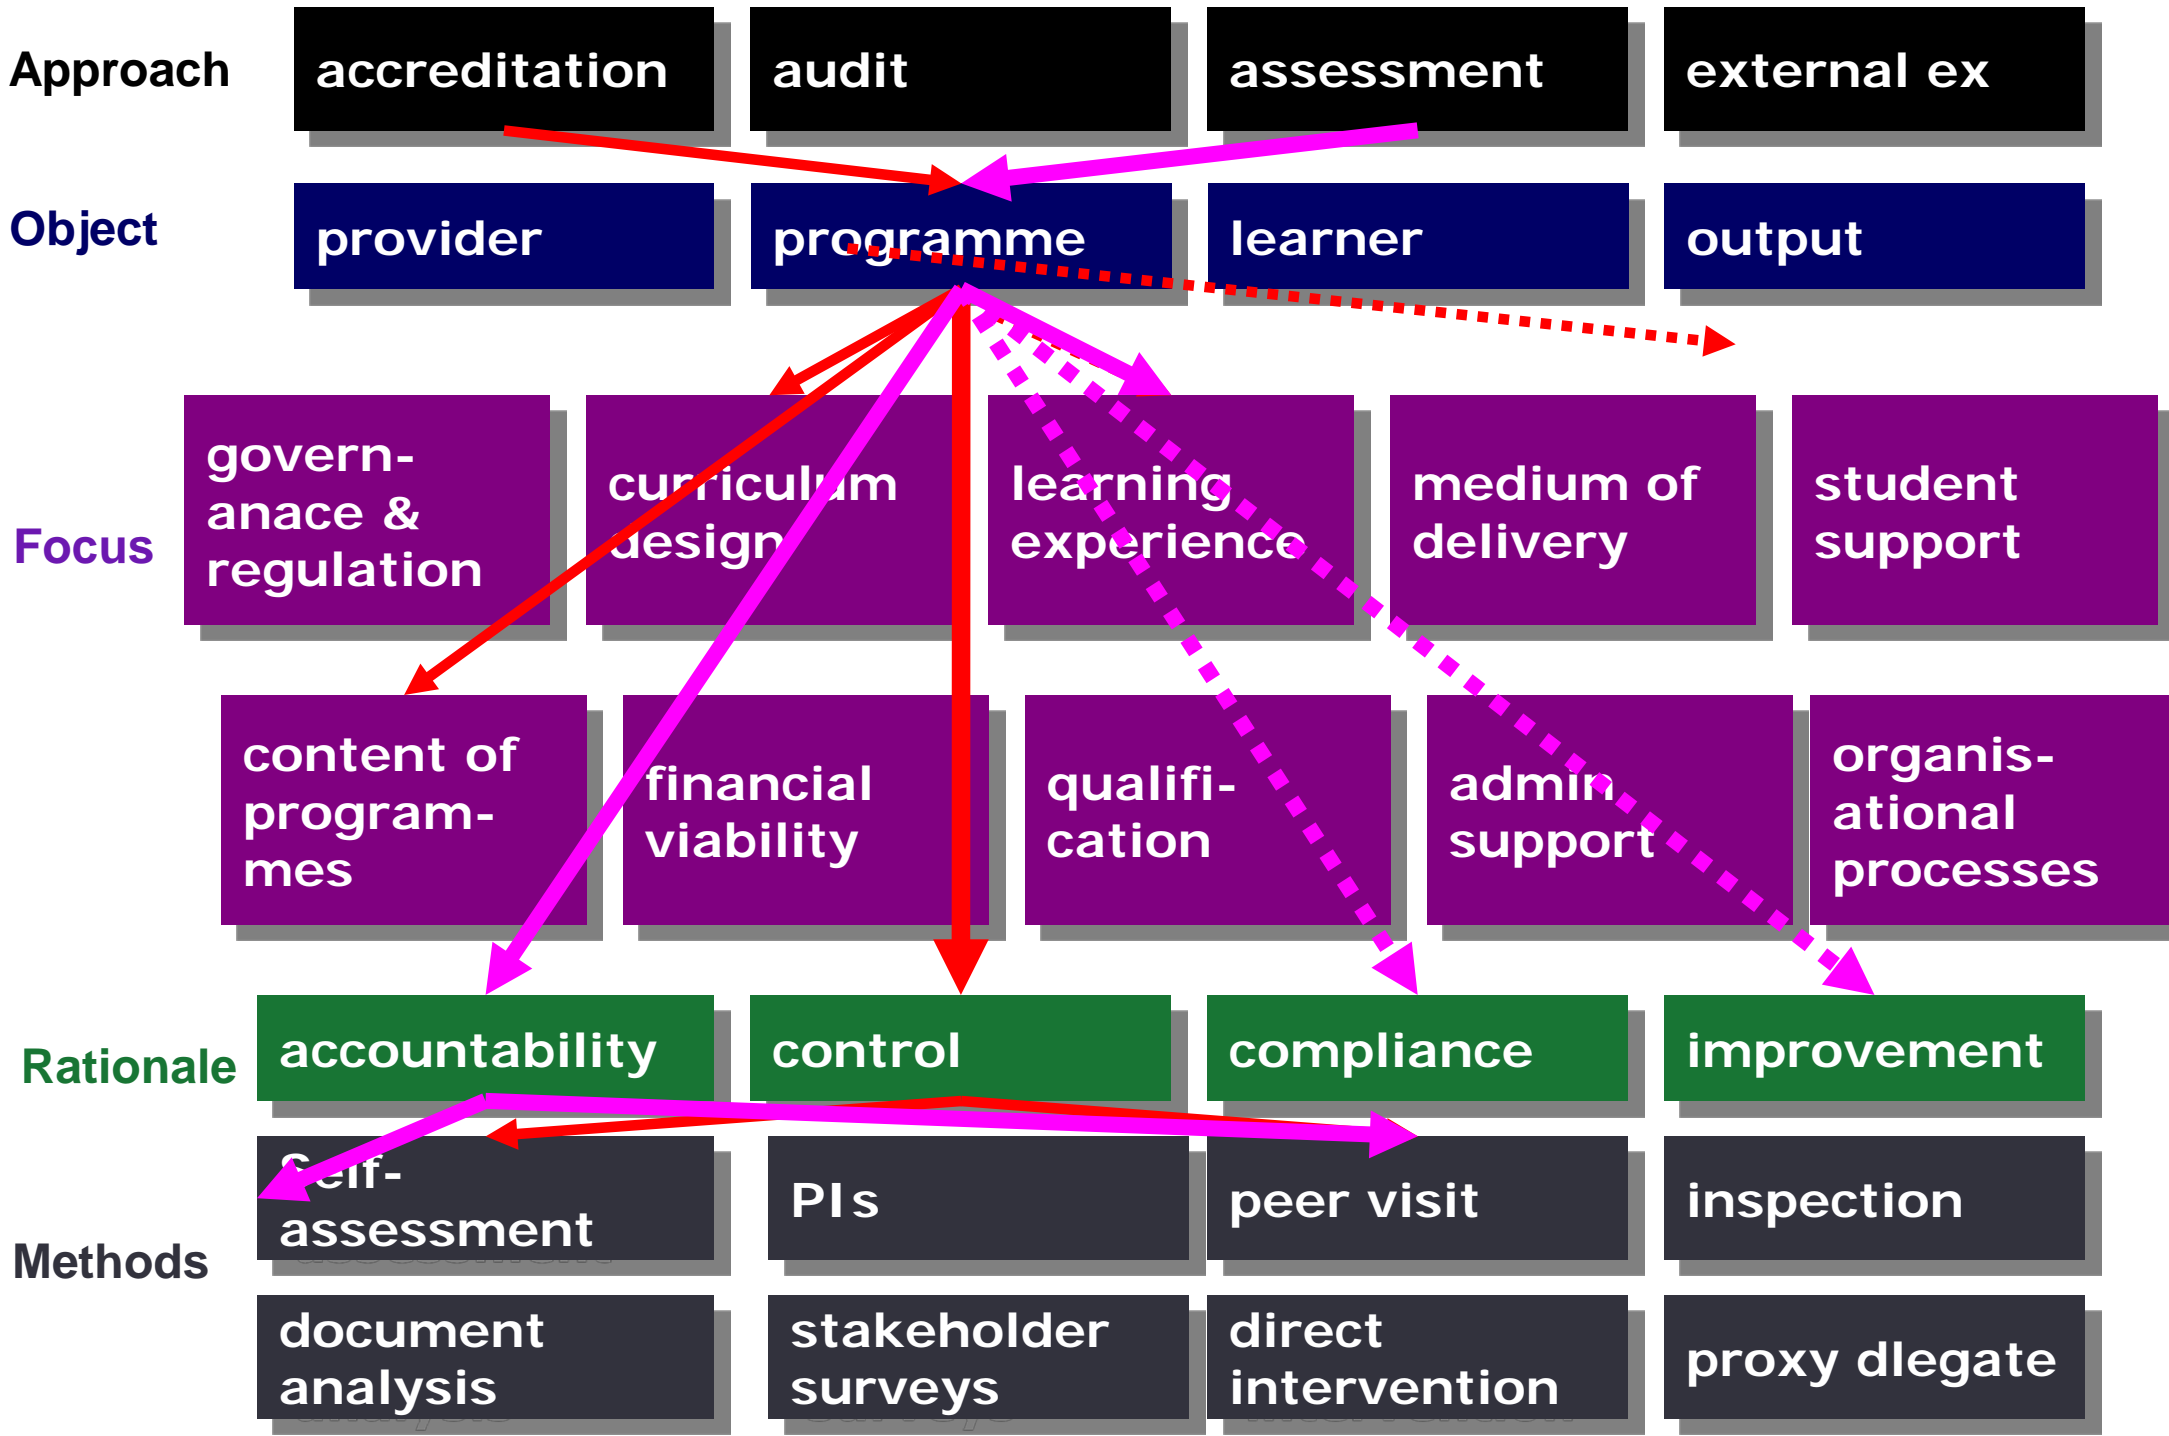 Approach
accreditation
audit
assessment
external ex
Object
provider
programme
learner
output
Focus
govern-
anace &
regulation
curriculum
design
learning
experience
medium of
delivery
student
support
content of
program-
mes
financial
viability
qualifi-
cation
admin
support
organis-
ational
processes
Rationale
accountability
control
compliance
improvement
Methods
Self-
assessment
PIs
peer visit
inspection
document
analysis
stakeholder
surveys
direct
intervention
proxy dlegate